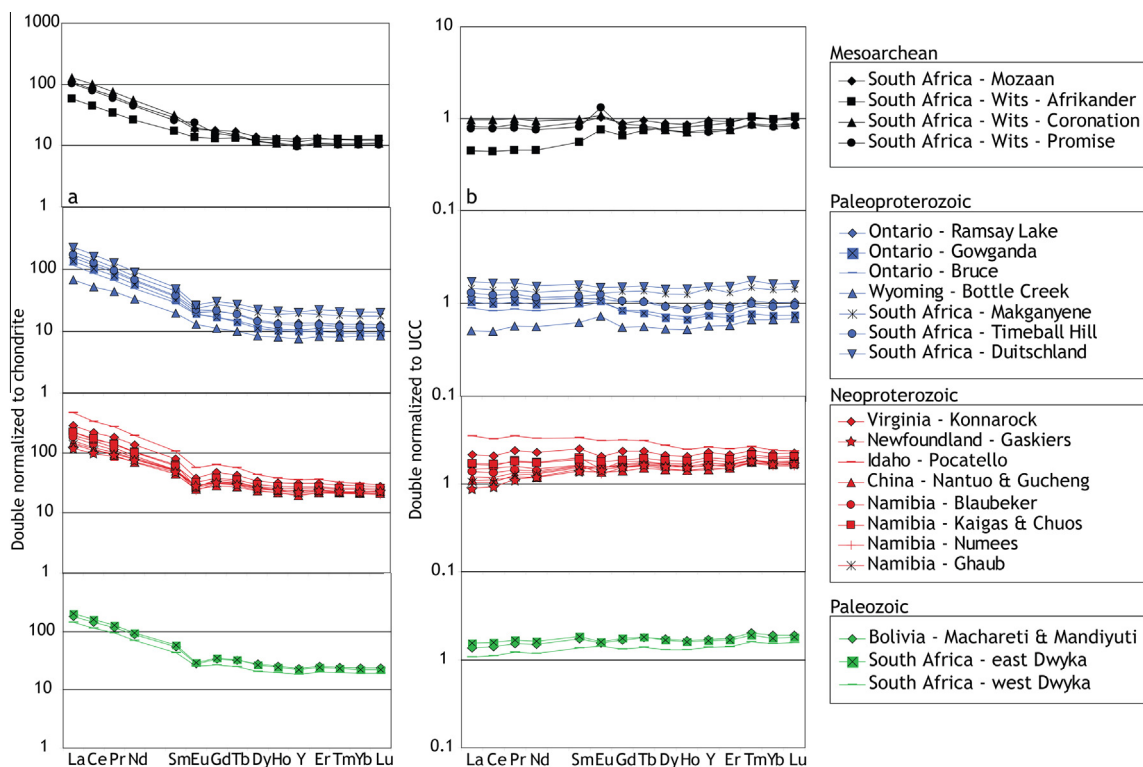 1000
100
10
1
a
100
10
1
100
10
1
100
10
1
Double normalized to chondrite
La Ce Pr Nd Sm Eu Gd Tb Dy Ho Y Er Tm Yb Lu
10
1
b
0.1
1
0.1
1
0.1
1
0.1
Double normalized to UCC
La Ce Pr Nd Sm Eu Gd Tb Dy Ho Y Er Tm Yb Lu
Mesoarchean
South Africa - Mozaan
South Africa - Wits - Afrikander
South Africa - Wits - Coronation
South Africa - Wits - Promise
Paleoproterozoic
Ontario - Ramsay Lake
Ontario - Gowganda
Ontario - Bruce
Wyoming - Bottle Creek
South Africa - Makganyene
South Africa - Timeball Hill
South Africa - Duitschland
Neoproterozoic
Virginia - Konnarock
Newfoundland - Gaskiers
Idaho - Pocatello
China - Nantuo & Gucheng
Namibia - Blaubeker
Namibia - Kaigas & Chuos
Namibia - Numees
Namibia - Ghaub
Paleozoic
Bolivia - Machareti & Mandiyuti
South Africa - east Dwyka
South Africa - west Dwyka